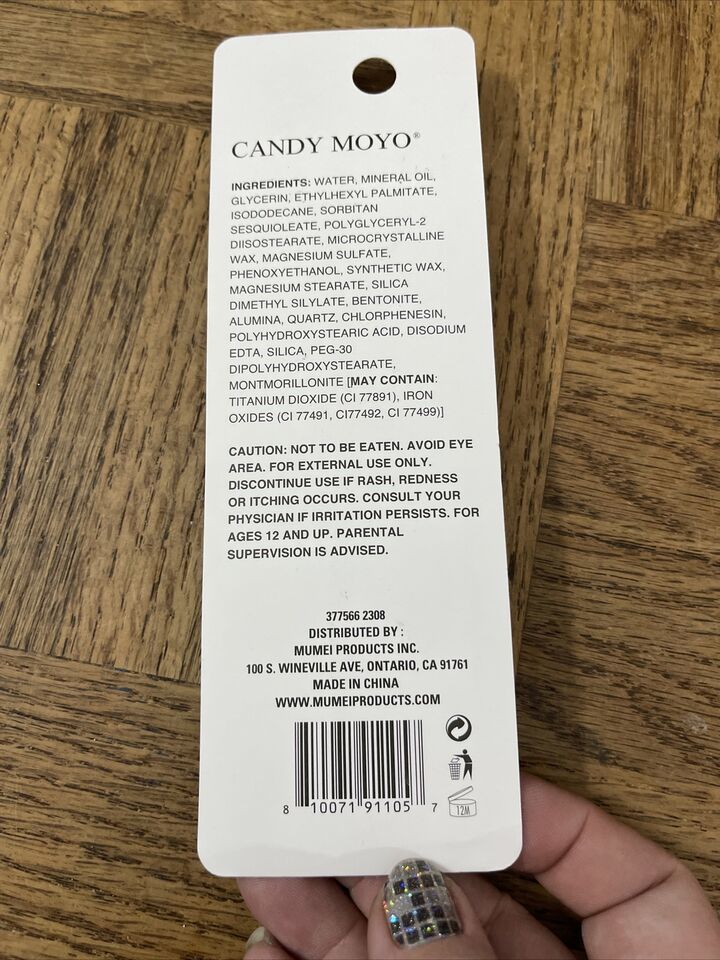 CANDY MOYO®
INGREDIENTS: WATER, MINERAL OIL,
GLYCERIN, ETHYLHEXYL PALMITATE,
ISODODECANE, SORBITAN
SESQUIOLEATE, POLYGLYCERYL-2
DIISOSTEARATE, MICROCRYSTALLINE
WAX, MAGNESIUM SULFATE,
PHENOXYETHANOL, SYNTHETIC WAX,
MAGNESIUM STEARATE, SILICA
DIMETHYL SILYLATE, BENTONITE,
ALUMINA, QUARTZ, CHLORPHENESIN,
POLYHYDROXYSTEARIC ACID, DISODIUM
EDTA, SILICA, PEG-30
DIPOLYHYDROXYSTEARATE,
MONTMORILLONITE [MAY CONTAIN:
TITANIUM DIOXIDE (CI 77891), IRON
OXIDES (CI 77491, CI77492, CI 77499)]
CAUTION: NOT TO BE EATEN. AVOID EYE
AREA. FOR EXTERNAL USE ONLY.
DISCONTINUE USE IF RASH, REDNESS
OR ITCHING OCCURS. CONSULT YOUR
PHYSICIAN IF IRRITATION PERSISTS. FOR
AGES 12 AND UP. PARENTAL
SUPERVISION IS ADVISED.
377566 2308
DISTRIBUTED BY :
MUMEI PRODUCTS INC.
100 S. WINEVILLE AVE, ONTARIO, CA 91761
MADE IN CHINA
WWW.MUMEIPRODUCTS.COM
8 10071 91105 7
12M